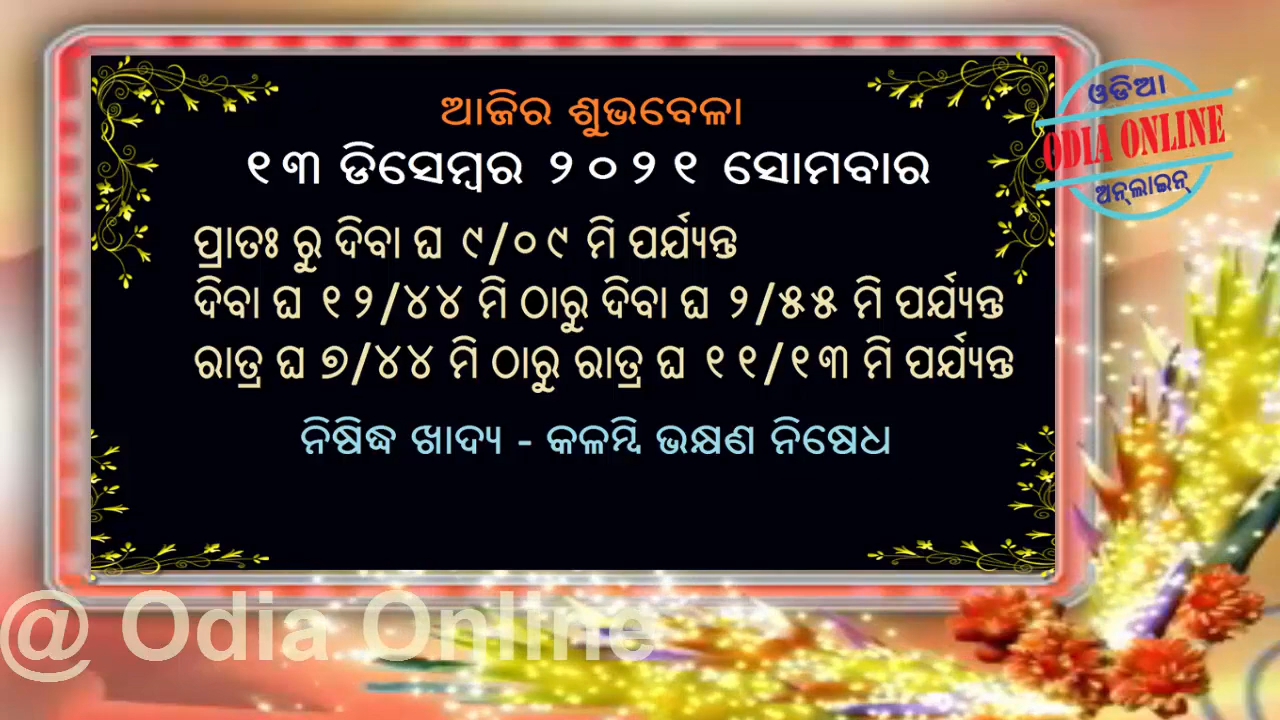 ଆଜିର ଶୁଭବେଳା
୧୩ ଡିସେମ୍ବର ୨୦୨୧ ସୋମବାର
ପ୍ରାତଃ ରୁ ଦିବା ଘ ୯/୦୯ ମି ପର୍ଯ୍ୟନ୍ତ
ଦିବା ଘ ୧୨/୪୪ ମି ଠାରୁ ଦିବା ଘ ୨/୫୫ ମି ପର୍ଯ୍ୟନ୍ତ
ରାତ୍ର ଘ ୭/୪୪ ମି ଠାରୁ ରାତ୍ର ଘ ୧୧/୧୩ ମି ପର୍ଯ୍ୟନ୍ତ
ନିଷିଦ୍ଧ ଖାଦ୍ୟ - କଳମ୍ବି ଭକ୍ଷଣ ନିଷେଧ
ଓଡିଆ
ODIA ONLINE
ଅନ୍‌ଲାଇନ୍
@ Odia Online